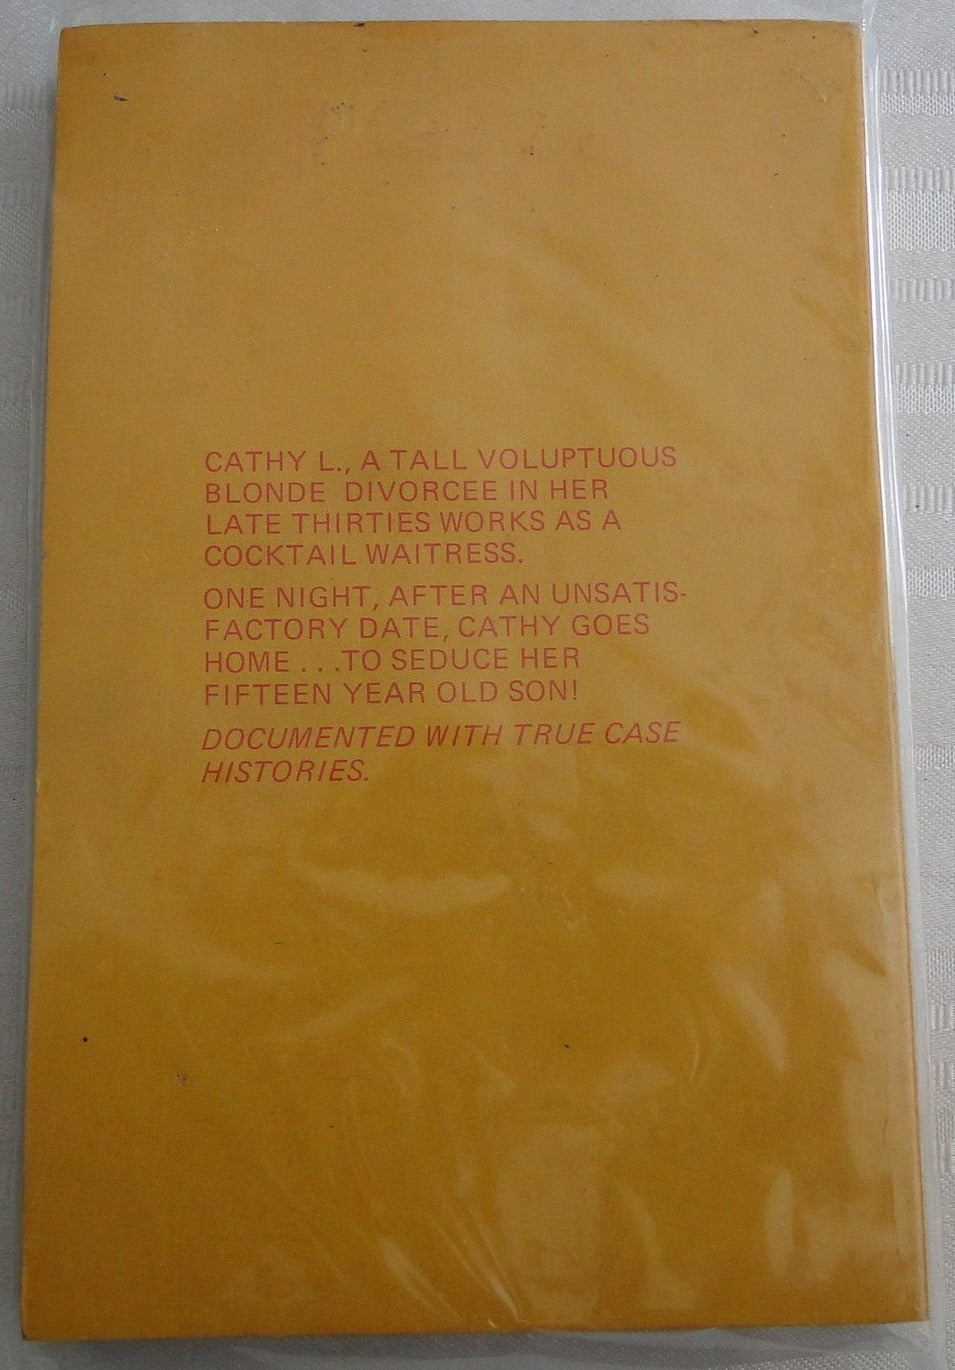 CATHY L., A TALL VOLUPTUOUS
BLONDE DIVORCEE IN HER
LATE THIRTIES WORKS AS A
COCKTAIL WAITRESS.
ONE NIGHT, AFTER AN UNSATIS-
FACTORY DATE, CATHY GOES
HOME . . .TO SEDUCE HER
FIFTEEN YEAR OLD SON!
DOCUMENTED WITH TRUE CASE
HISTORIES.